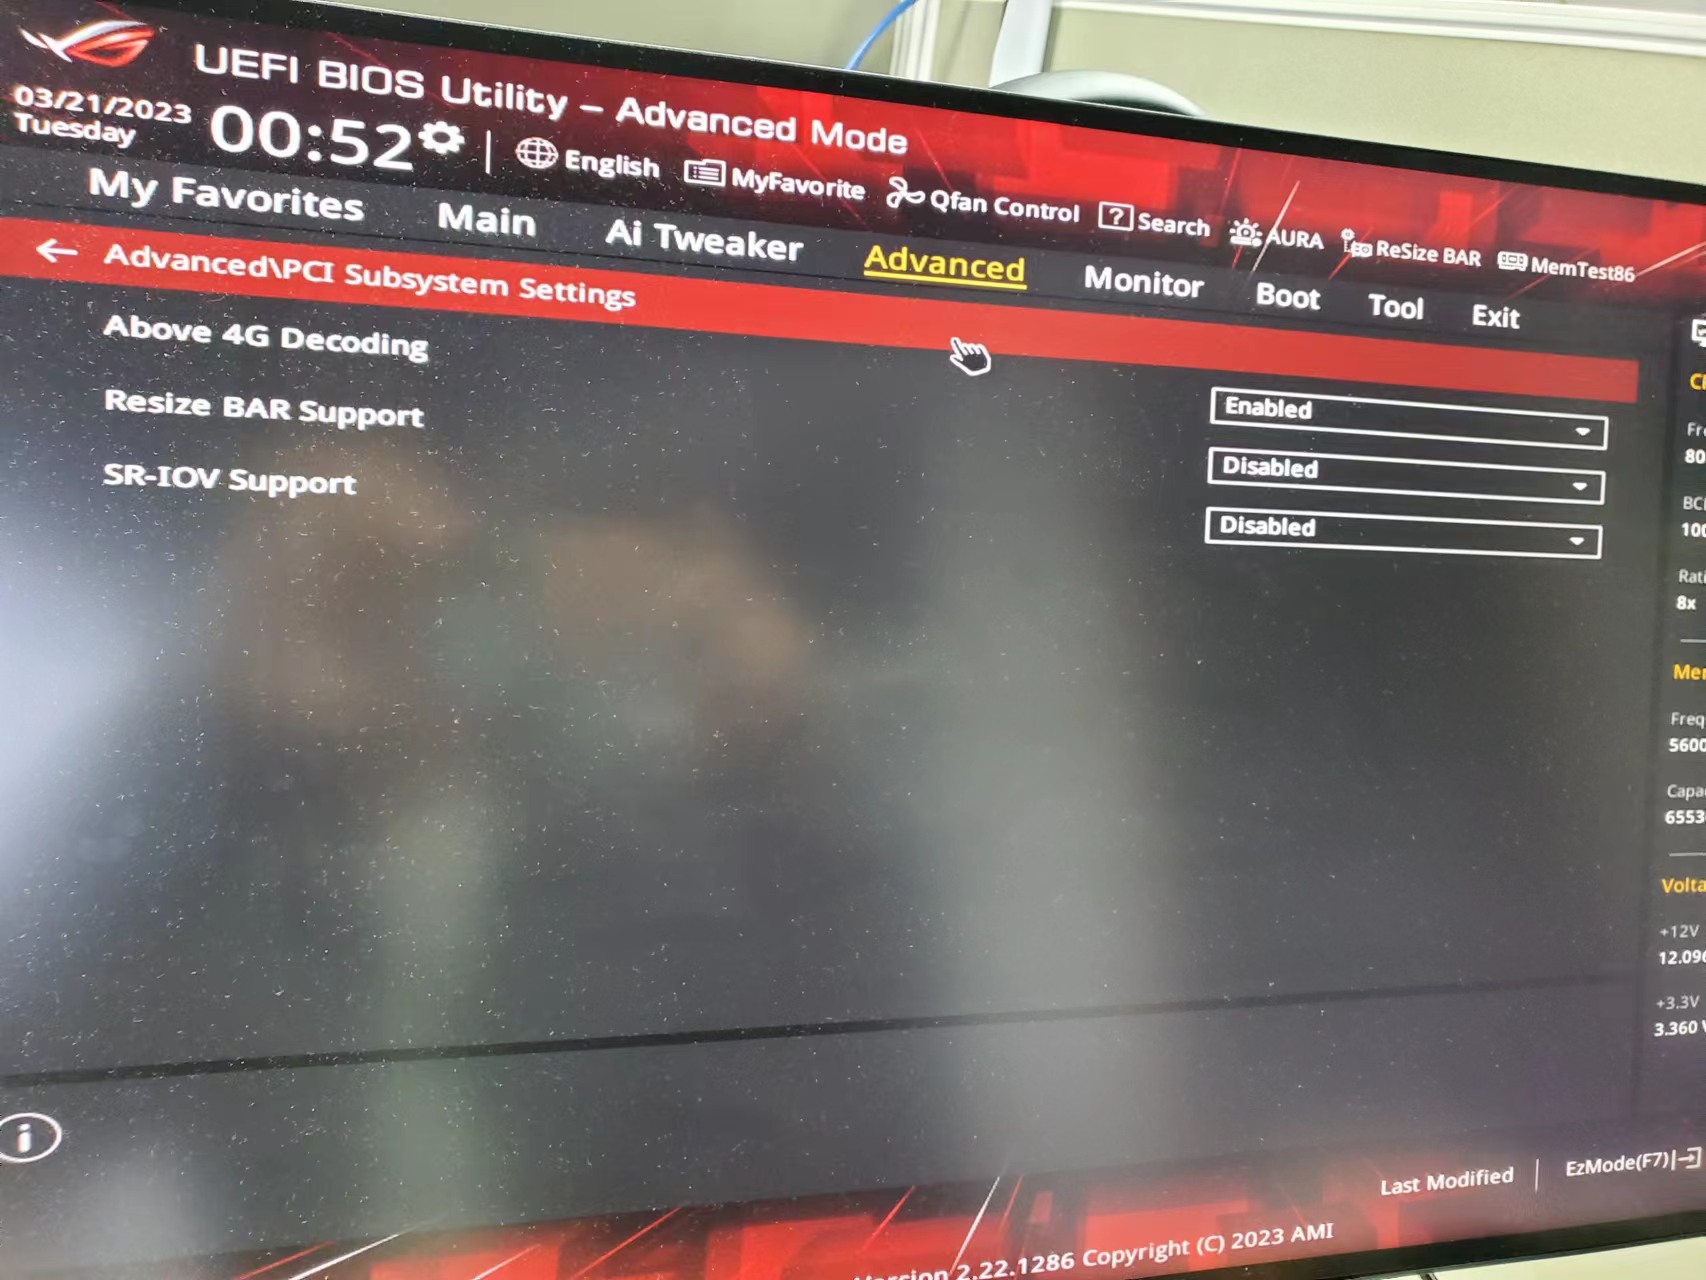 UEFI BIOS Utility – Advanced Mode
03/21/2023
Tuesday
00:52
English
MyFavorite
Qfan Control
Search
AURA
ReSize BAR
MemTest86
My Favorites
Main
Ai Tweaker
Advanced
Monitor
Boot
Tool
Exit
Advanced\PCI Subsystem Settings
Above 4G Decoding
Enabled
Resize BAR Support
Disabled
SR-IOV Support
Disabled
8x
+12V
+3.3V
3.360
Last Modified
EzMode(F7)
Version 2.22.1286 Copyright (C) 2023 AMI